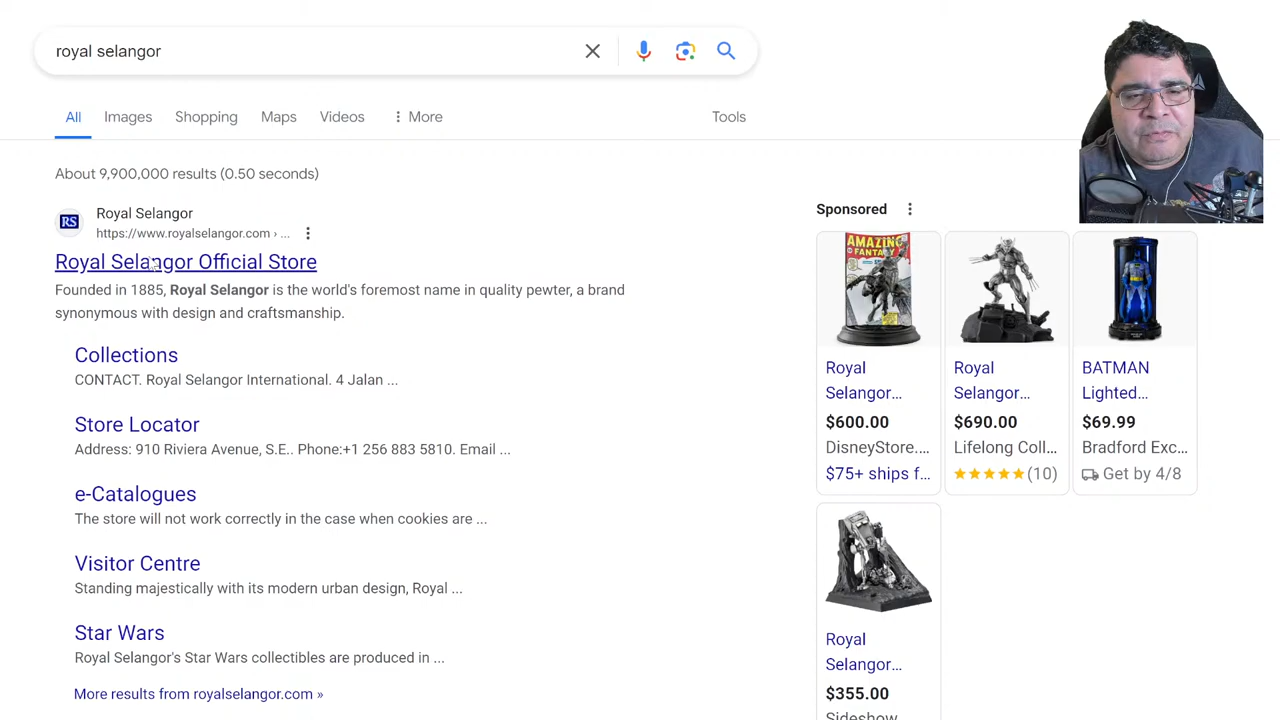 royal selangor
All
Images
Shopping
Maps
Videos
More
Tools
About 9,900,000 results (0.50 seconds)
RS
Royal Selangor
https://www.royalselangor.com › ...
Royal Selangor Official Store
Founded in 1885, Royal Selangor is the world's foremost name in quality pewter, a brand
synonymous with design and craftsmanship.
Collections
CONTACT. Royal Selangor International. 4 Jalan ...
Store Locator
Address: 910 Riviera Avenue, S.E.. Phone:+1 256 883 5810. Email ...
e-Catalogues
The store will not work correctly in the case when cookies are ...
Visitor Centre
Standing majestically with its modern urban design, Royal ...
Star Wars
Royal Selangor's Star Wars collectibles are produced in ...
More results from royalselangor.com »
Sponsored
AMAZING
FANTASY
Royal
Selangor...
$600.00
DisneyStore....
$75+ ships f...
Royal
Selangor...
$690.00
Lifelong Coll...
(10)
BATMAN
Lighted...
$69.99
Bradford Exc...
Get by 4/8
Royal
Selangor...
$355.00
Sideshow